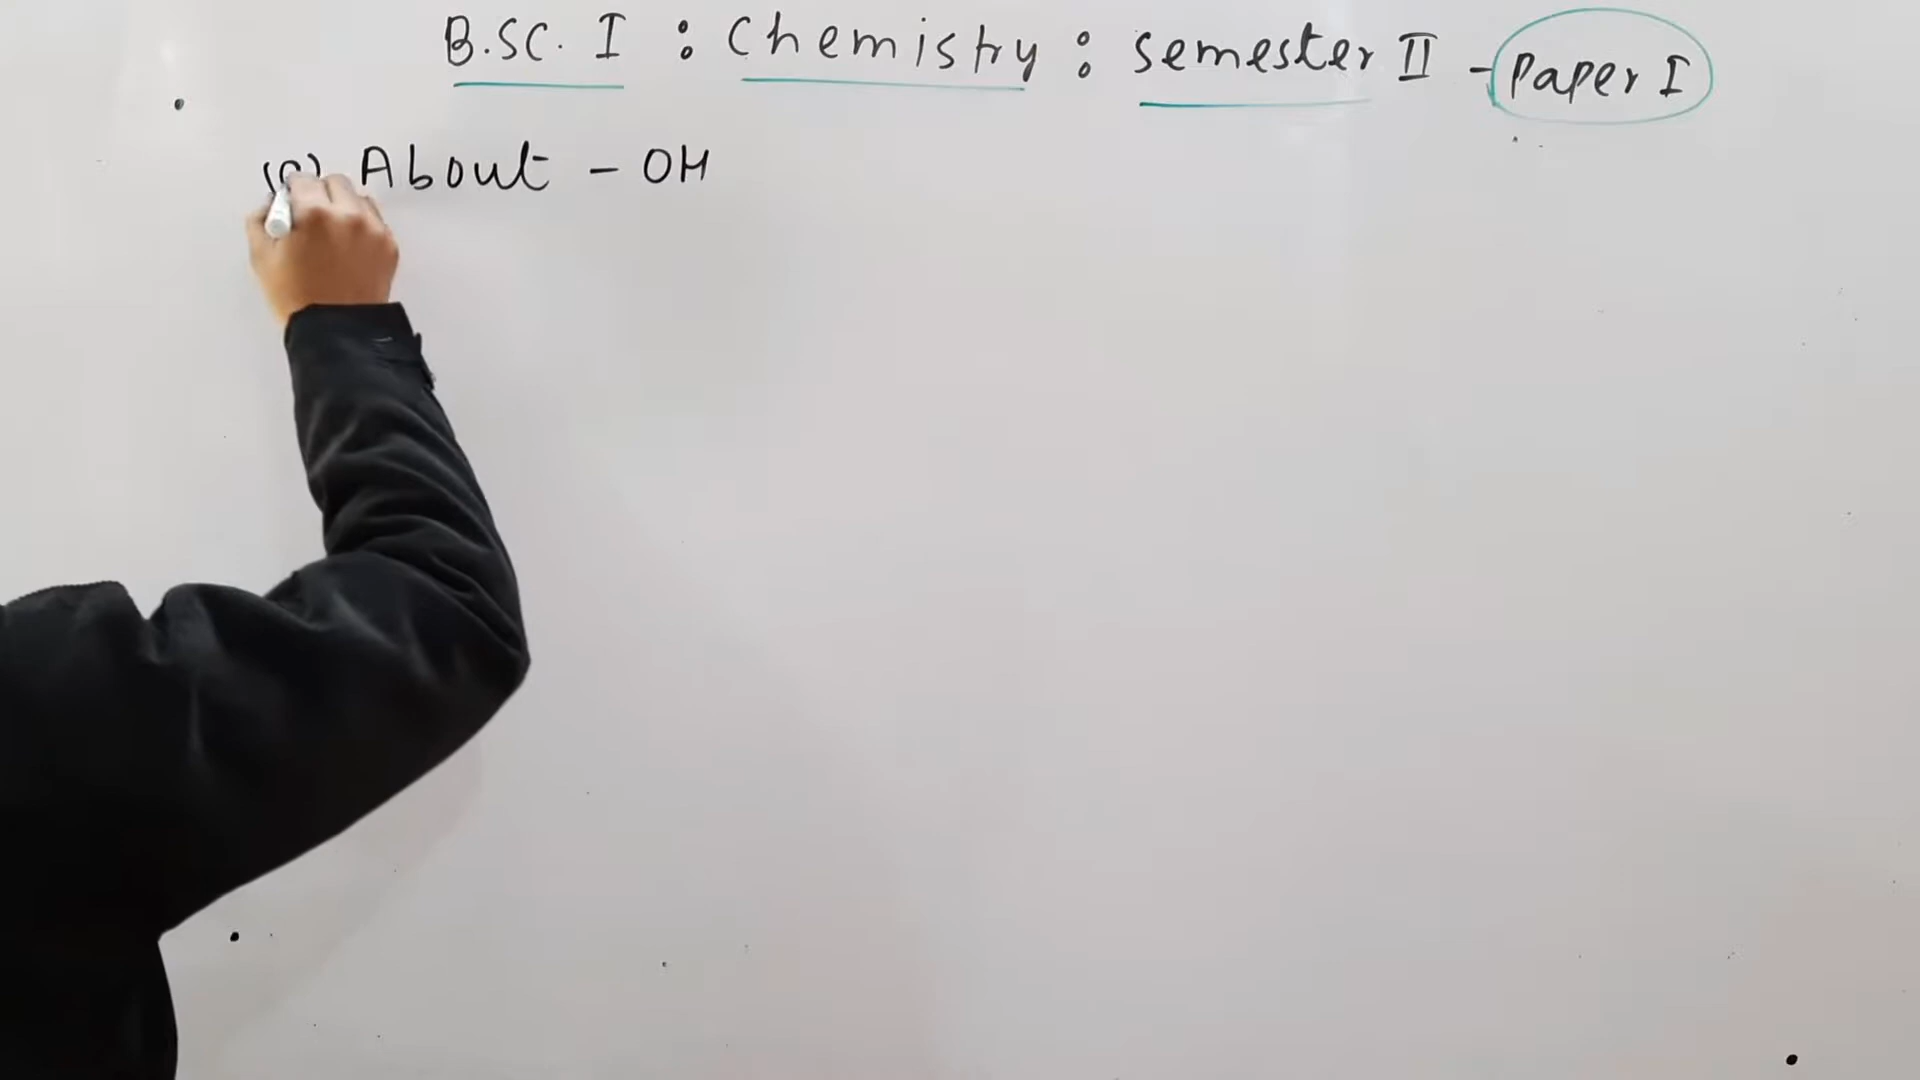 B.SC. I : Chemistry : semester II - paper I
About - OH